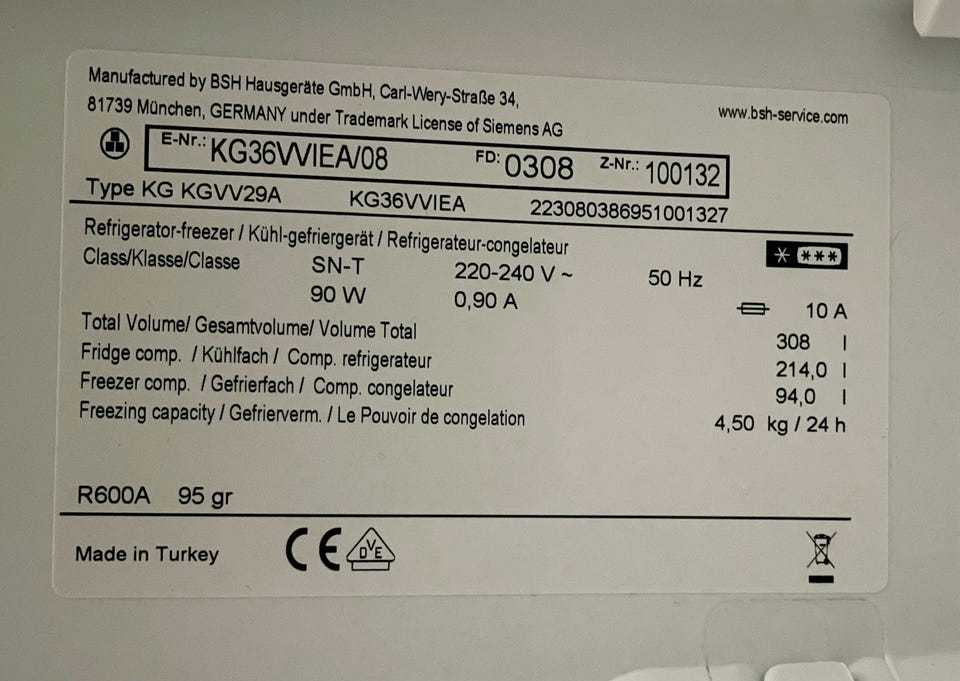 Manufactured by BSH Hausgeräte GmbH, Carl-Wery-Straße 34,
81739 München, GERMANY under Trademark License of Siemens AG
www.bsh-service.com
E-Nr.: KG36VVIEA/08 FD: 0308 Z-Nr.: 100132
Type KG KGVV29A KG36VVIEA 223080386951001327
Refrigerator-freezer / Kühl-gefriergerät / Refrigerateur-congelateur
Class/Klasse/Classe SN-T 220-240 V ~ 50 Hz
90 W 0,90 A 10 A
Total Volume/ Gesamtvolume/ Volume Total 308 l
Fridge comp. / Kühlfach / Comp. refrigerateur 214,0 l
Freezer comp. / Gefrierfach / Comp. congelateur 94,0 l
Freezing capacity / Gefrierverm. / Le Pouvoir de congelation 4,50 kg / 24 h
R600A 95 gr
Made in Turkey CE DVE